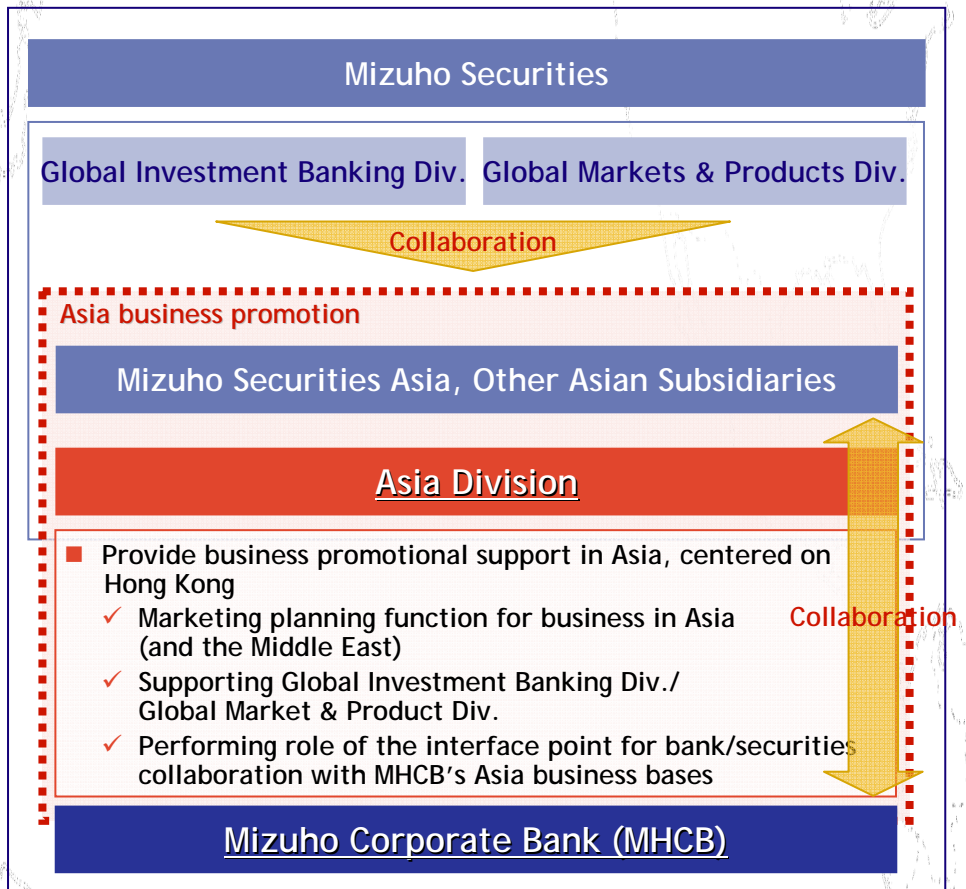 Mizuho Securities
Global Investment Banking Div.
Global Markets & Products Div.
Collaboration
Asia business promotion
Mizuho Securities Asia, Other Asian Subsidiaries
Asia Division
Provide business promotional support in Asia, centered on
Hong Kong
Marketing planning function for business in Asia
(and the Middle East)
Collaboration
Supporting Global Investment Banking Div./
Global Market & Product Div.
Performing role of the interface point for bank/securities
collaboration with MHCB's Asia business bases
Mizuho Corporate Bank (MHCB)